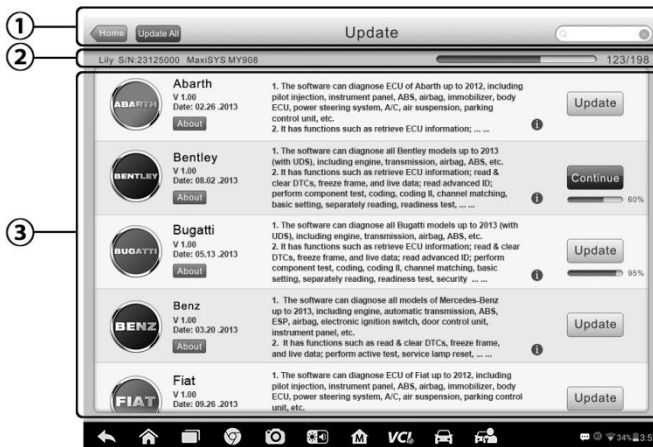 1
Home
Update All
Update
2
Lily S/N:23125000 MaxiSYS MY908
123/198
3
ABARTH
Abarth
V 1.00
Date: 02.26 .2013
About
1. The software can diagnose ECU of Abarth up to 2012, including
pilot injection, instrument panel, ABS, airbag, immobilizer, body
ECU, power steering system, A/C, air suspension, parking
control unit, etc.
2. It has functions such as retrieve ECU information; ... ...
Update
BENTLEY
Bentley
V 1.00
Date: 08.02 .2013
About
1. The software can diagnose all Bentley models up to 2013
(with UDS), including engine, transmission, airbag, ABS, etc.
2. It has functions such as retrieve ECU information; read &
clear DTCs, freeze frame, and live data; read advanced ID;
perform component test, coding, coding II, channel matching,
basic setting, separately reading, readiness test, ... ...
Continue
60%
BUGATTI
Bugatti
V 1.00
Date: 05.13 .2013
About
1. The software can diagnose all Bugatti models up to 2013 (with
UDS), including engine, transmission, airbag, ABS, etc.
2. It has functions such as retrieve ECU information; read & clear
DTCs, freeze frame, and live data; read advanced ID; perform
component test, coding, coding II, channel matching, basic
setting, separately reading, readiness test, security ... ...
Update
95%
BENZ
Benz
V 1.00
Date: 03.20 .2013
About
1. The software can diagnose all models of Mercedes-Benz
up to 2013, including engine, automatic transmission, ABS,
ESP, airbag, electronic ignition switch, door control unit,
instrument panel, etc.
2. It has functions such as read & clear DTCs, freeze frame,
and live data; perform active test, service lamp reset, ... ...
Update
FIAT
Fiat
V 1.00
Date: 09.26 .2013
1. The software can diagnose ECU of Fiat up to 2012, including
pilot injection, instrument panel, ABS, airbag, immobilizer, body
ECU, power steering system, A/C, air suspension, parking control
unit, etc.
Update
M
VCI
34%